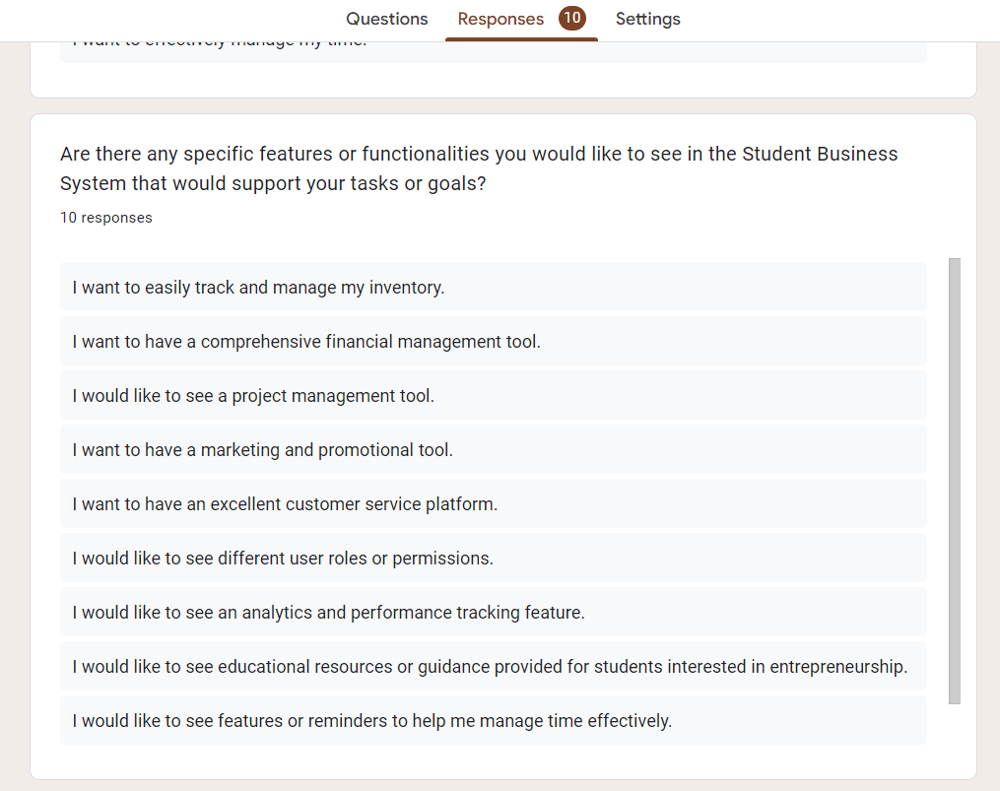 Questions
Responses 10
Settings
I want to effectively manage my time.
Are there any specific features or functionalities you would like to see in the Student Business
System that would support your tasks or goals?
10 responses
I want to easily track and manage my inventory.
I want to have a comprehensive financial management tool.
I would like to see a project management tool.
I want to have a marketing and promotional tool.
I want to have an excellent customer service platform.
I would like to see different user roles or permissions.
I would like to see an analytics and performance tracking feature.
I would like to see educational resources or guidance provided for students interested in entrepreneurship.
I would like to see features or reminders to help me manage time effectively.